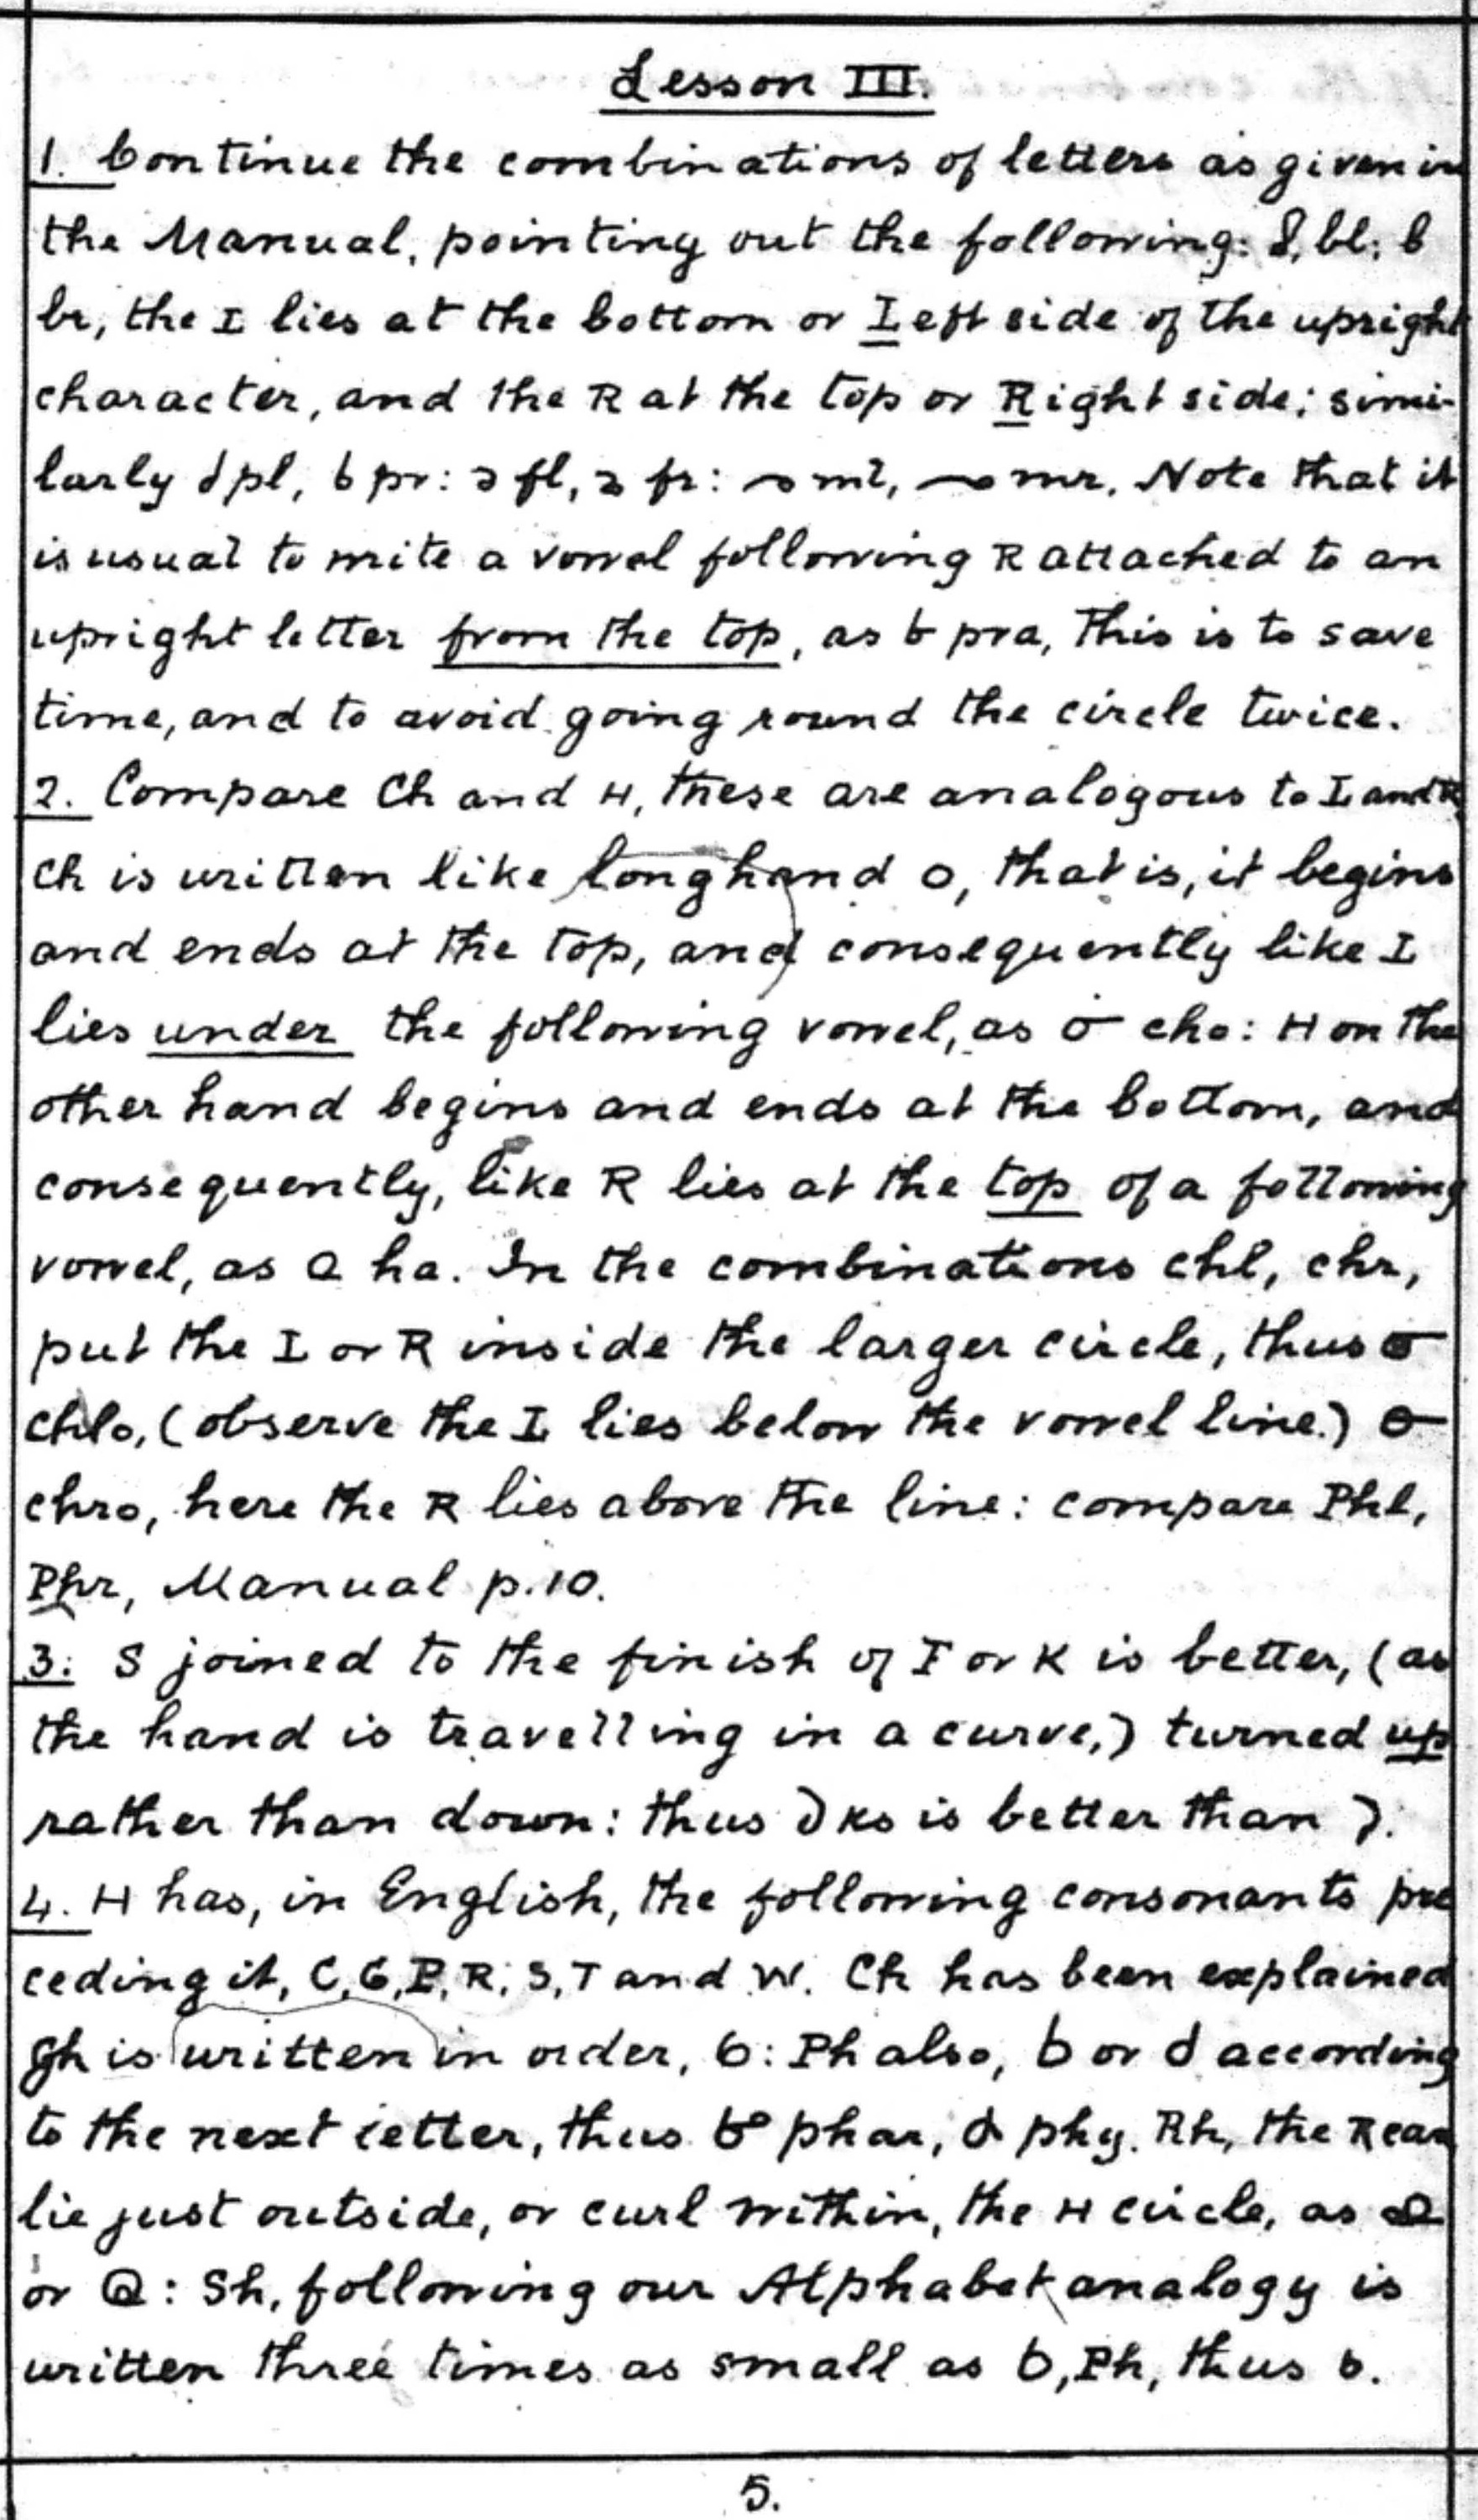 Lesson III.
1. Continue the combinations of letters as given in
the Manual, pointing out the following: bl; b
br, the L lies at the bottom or Left side of the upright
character, and the R at the top or Right side; simi-
larly pl, pr: fl, fr: ml, mr. Note that it
is usual to write a vowel following R attached to an
upright letter from the top, as pra, This is to save
time, and to avoid going round the circle twice.
2. Compare Ch and H, these are analogous to L and R,
Ch is written like longhand o, that is, it begins
and ends at the top, and consequently like L
lies under the following vowel, as cho: H on the
other hand begins and ends at the bottom, and
consequently, like R lies at the top of a following
vowel, as ha. In the combinations chl, chr,
put the L or R inside the larger circle, thus
chlo, (observe the L lies below the vowel line.)
chro, here the R lies above the line: compare Phl,
Phr, Manual p.10.
3. S joined to the finish of T or K is better, (as
the hand is travelling in a curve,) turned up
rather than down: thus ks is better than
4. H has, in English, the following consonants pre
ceding it, C, G, P, R, S, T and W. Ch has been explained
Gh is written in order, 6: Ph also, b or d according
to the next letter, thus phar, phy. Rh, the R can
lie just outside, or curl within, the H circle, as
or Q: Sh, following our Alphabet analogy is
written three times as small as b, Ph, thus b.
5.